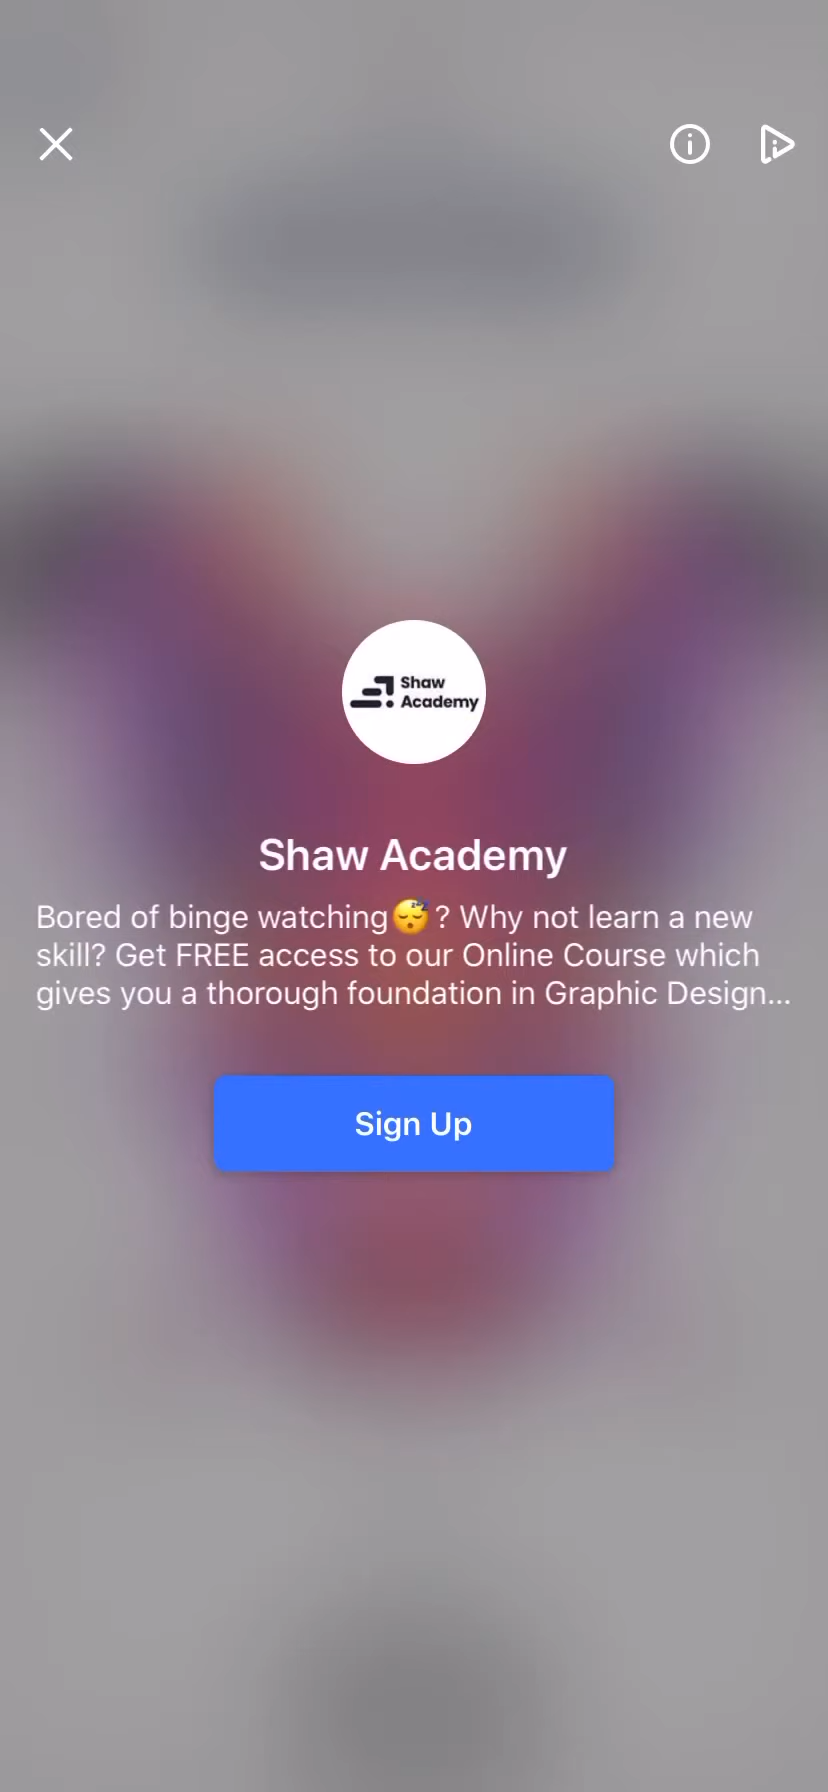 Shaw
Academy
Shaw Academy
Bored of binge watching😴? Why not learn a new
skill? Get FREE access to our Online Course which
gives you a thorough foundation in Graphic Design...
Sign Up